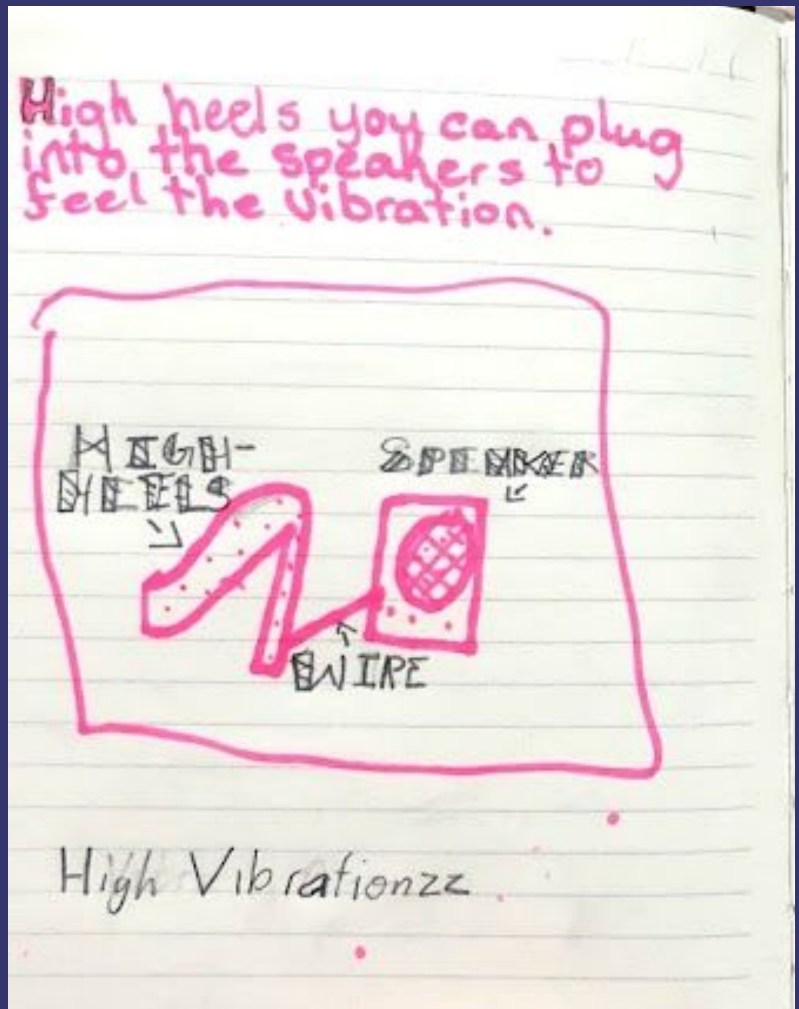 High heels you can plug
into the speakers to
feel the vibration.
HIGH-
HEELS
SPEAKER
WIRE
High Vibrationzz